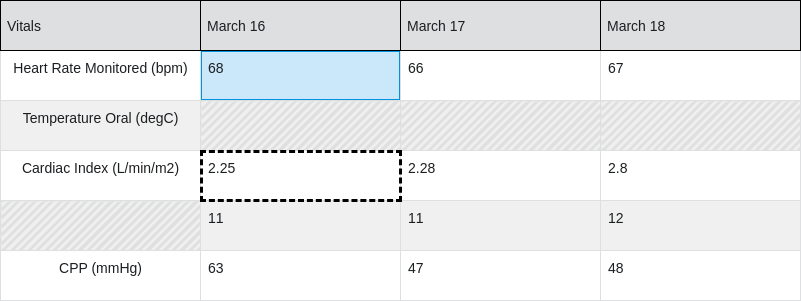 Vitals March 16 March 17 March 18
Heart Rate Monitored (bpm) 68 66 67
Temperature Oral (degC)
Cardiac Index (L/min/m2) 2.25 2.28 2.8
11 11 12
CPP (mmHg) 63 47 48